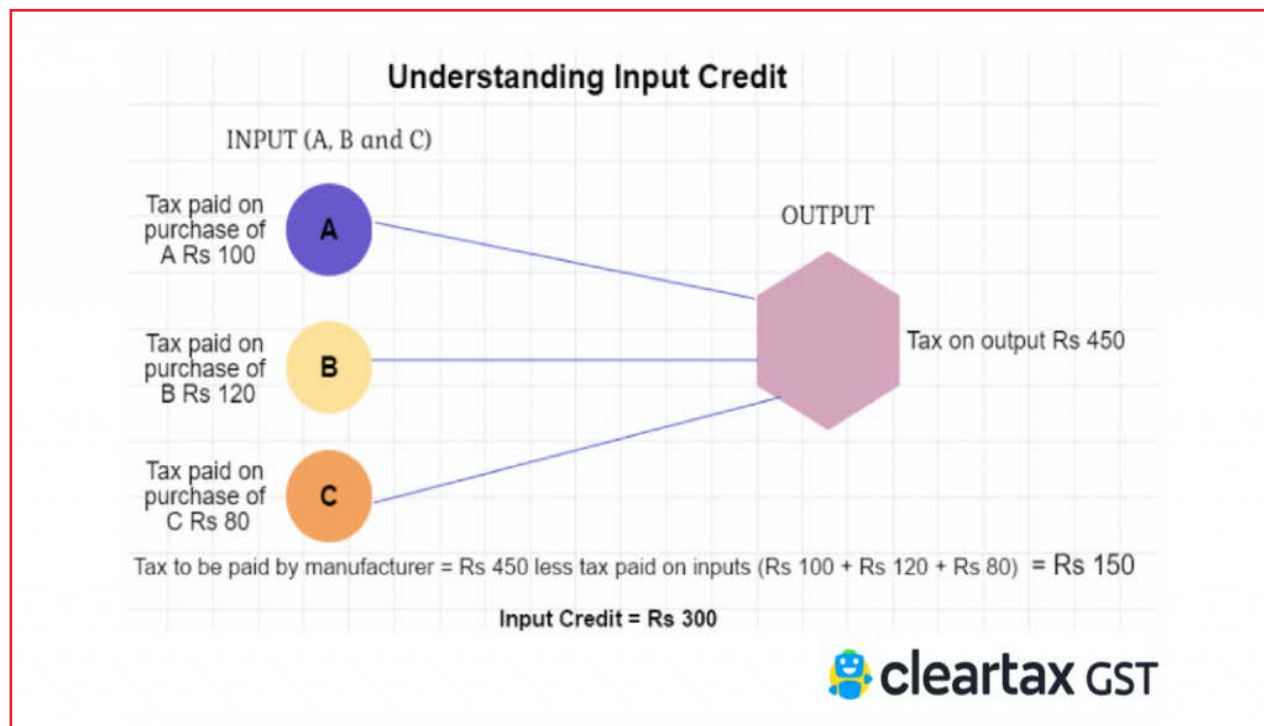 Understanding Input Credit
INPUT (A, B and C)
Tax paid on
purchase of
A Rs 100
A
OUTPUT
Tax paid on
purchase of
B Rs 120
B
Tax on output Rs 450
Tax paid on
purchase of
C Rs 80
C
Tax to be paid by manufacturer = Rs 450 less tax paid on inputs (Rs 100 + Rs 120 + Rs 80) = Rs 150
Input Credit = Rs 300
cleartax GST